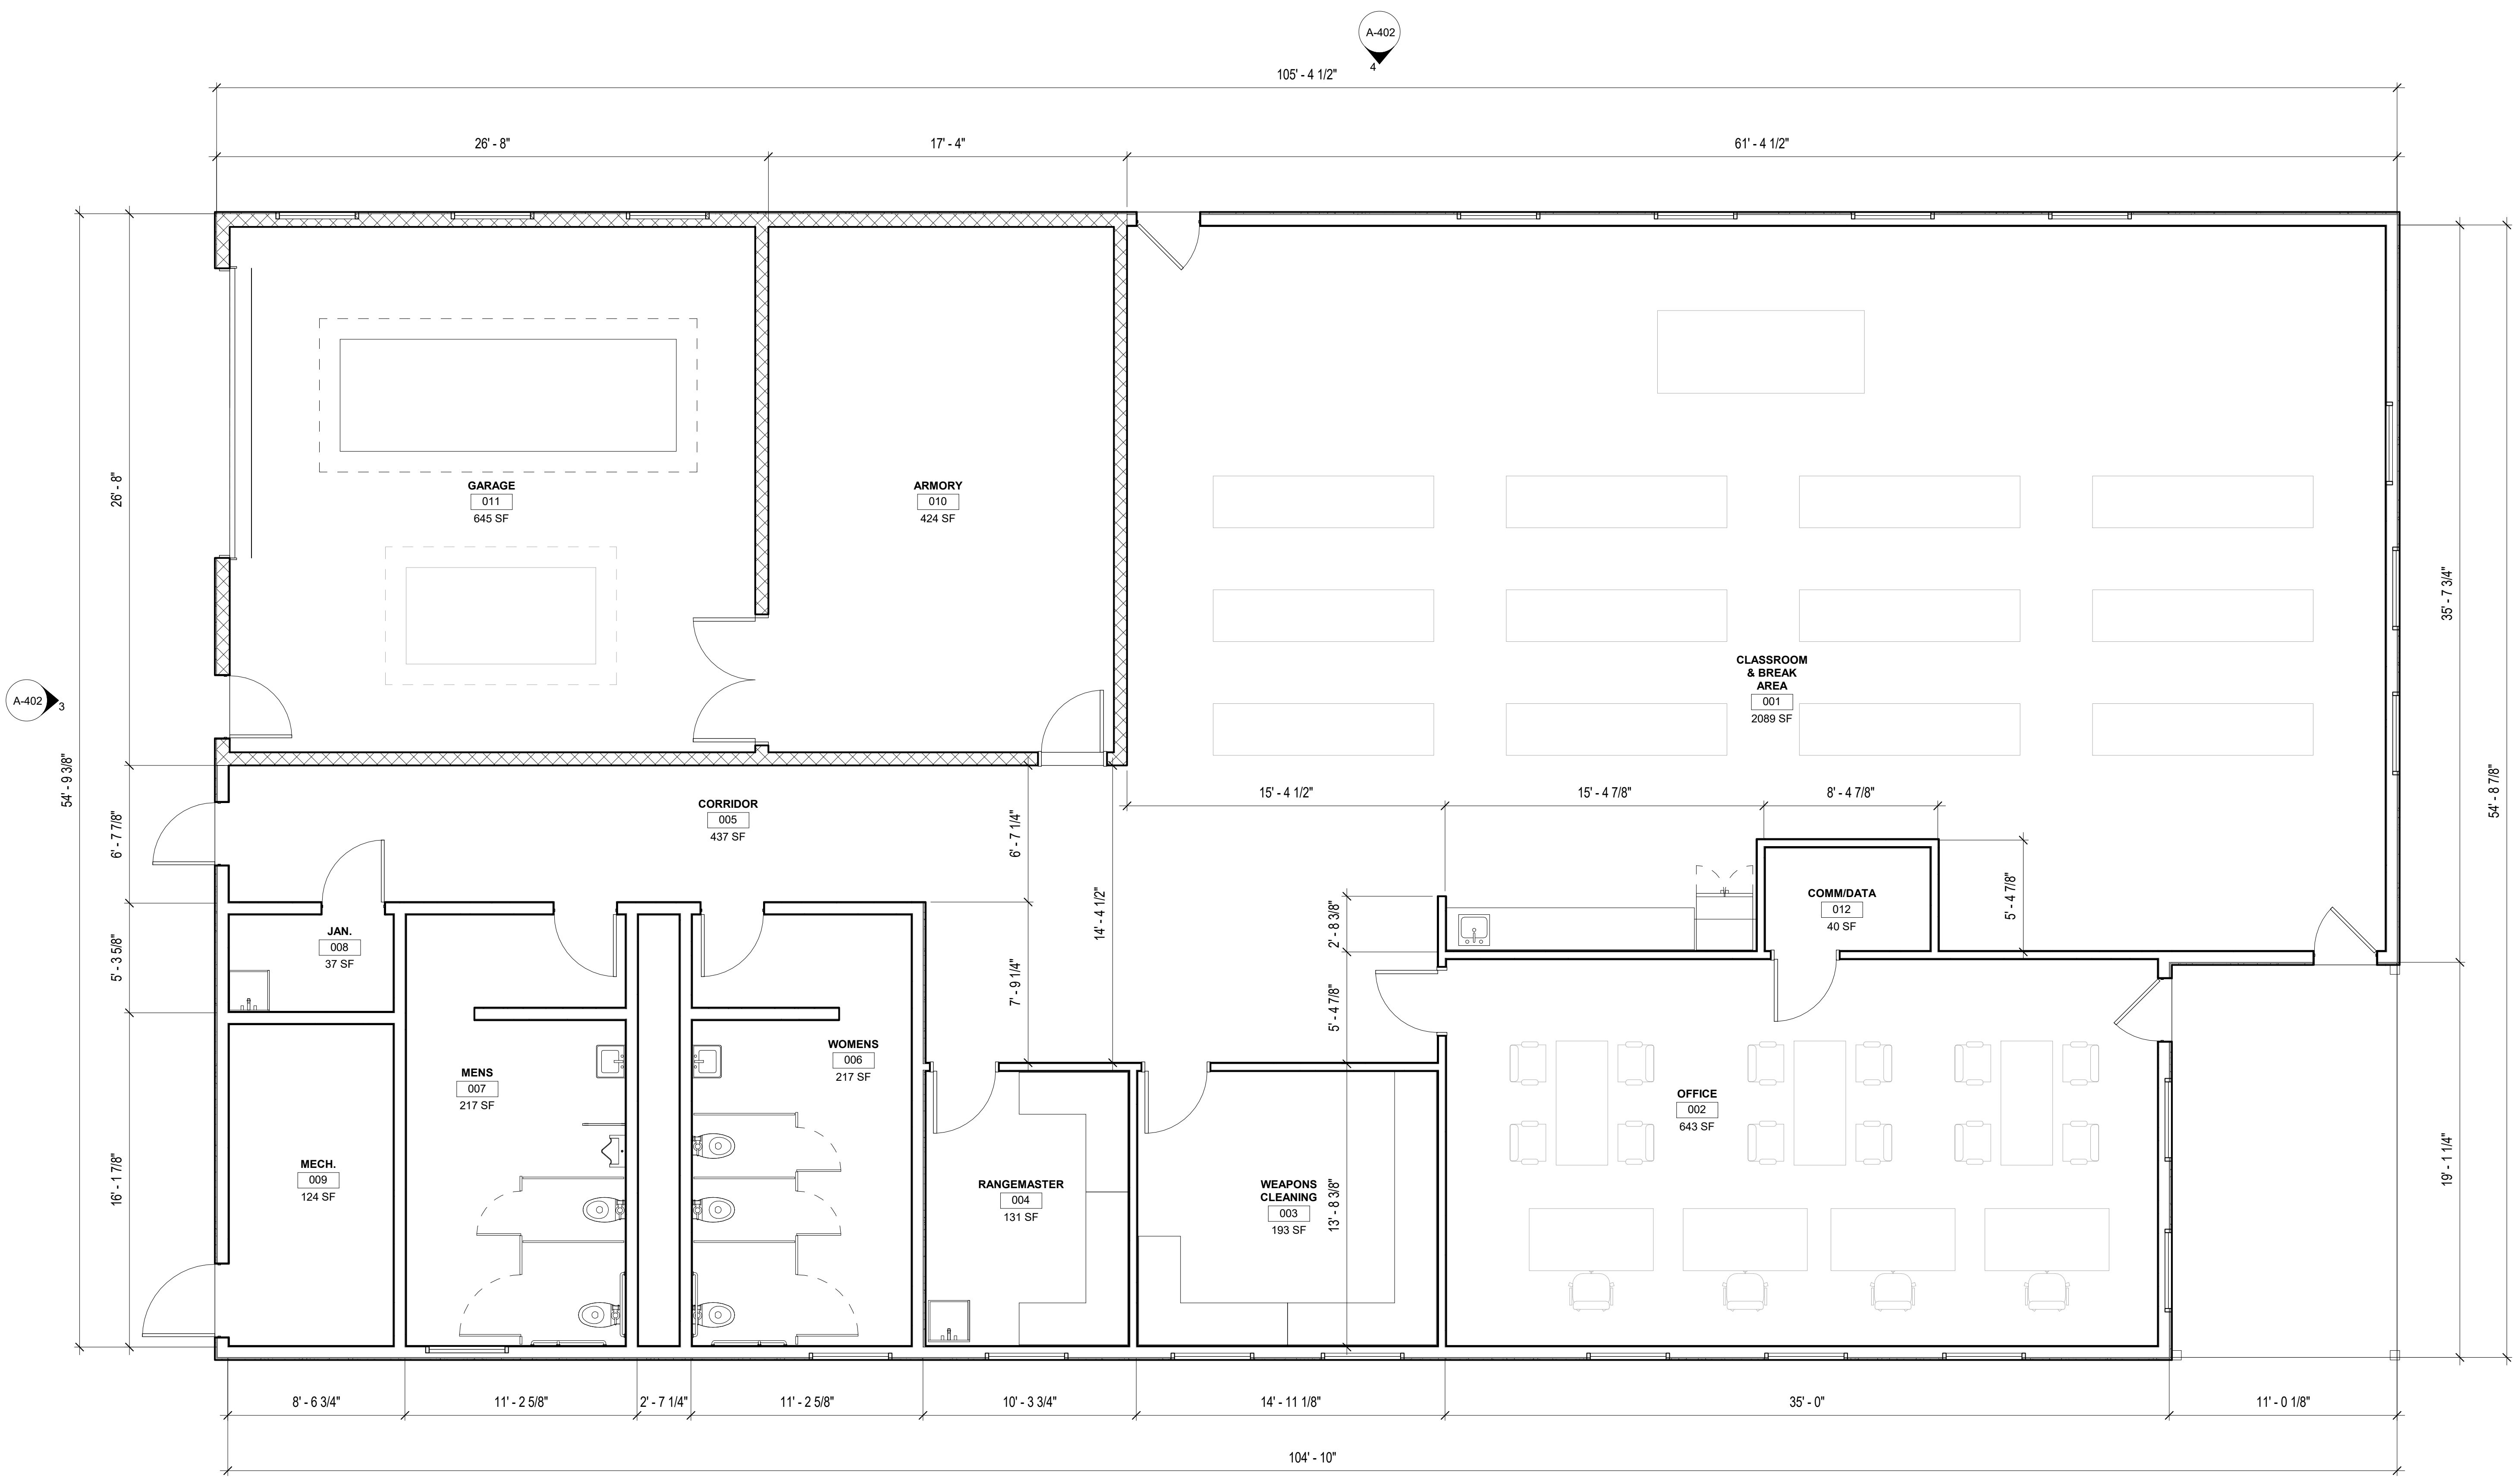 A-402
4
105' - 4 1/2"
26' - 8"
17' - 4"
61' - 4 1/2"
GARAGE
011
645 SF
ARMORY
010
424 SF
26' - 8"
35' - 7 3/4"
CLASSROOM
& BREAK
AREA
001
2089 SF
A-402
3
54' - 9 3/8"
54' - 8 7/8"
15' - 4 1/2"
15' - 4 7/8"
8' - 4 7/8"
CORRIDOR
005
437 SF
6' - 7 7/8"
6' - 7 1/4"
14' - 4 1/2"
2' - 8 3/8"
COMM/DATA
012
40 SF
5' - 4 7/8"
JAN.
008
37 SF
5' - 3 5/8"
7' - 9 1/4"
5' - 4 7/8"
WOMENS
006
217 SF
MENS
007
217 SF
OFFICE
002
643 SF
MECH.
009
124 SF
16' - 1 7/8"
RANGEMASTER
004
131 SF
WEAPONS
CLEANING
003
193 SF
13' - 8 3/8"
19' - 1 1/4"
8' - 6 3/4"
11' - 2 5/8"
2' - 7 1/4"
11' - 2 5/8"
10' - 3 3/4"
14' - 11 1/8"
35' - 0"
11' - 0 1/8"
104' - 10"